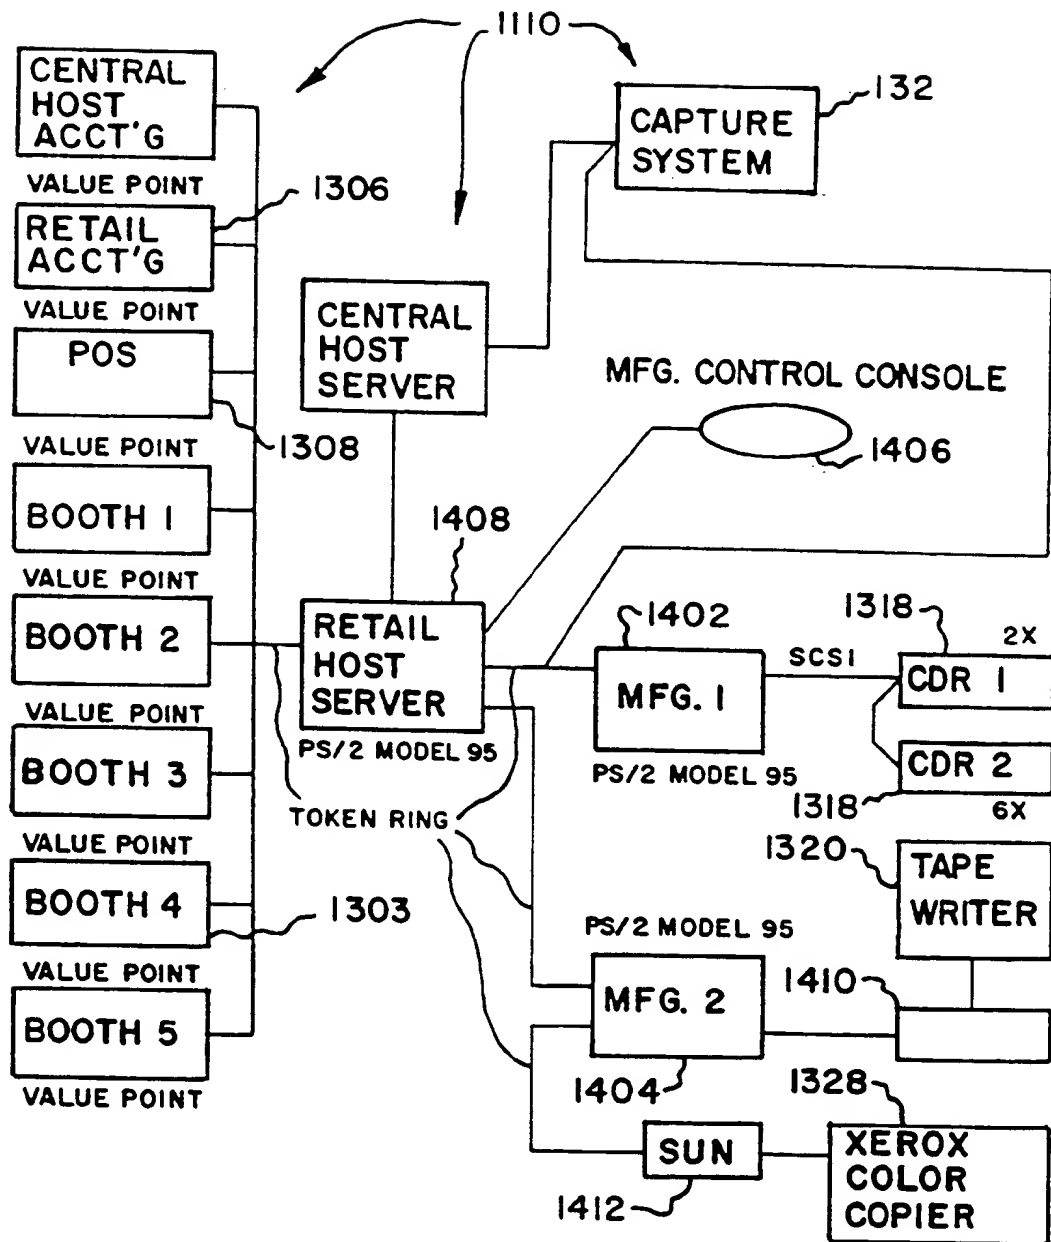 1110
CENTRAL
HOST
ACCT'G
VALUE POINT
1306
RETAIL
ACCT'G
VALUE POINT
POS
1308
VALUE POINT
BOOTH 1
VALUE POINT
BOOTH 2
VALUE POINT
BOOTH 3
VALUE POINT
BOOTH 4
1303
VALUE POINT
BOOTH 5
VALUE POINT
CAPTURE
SYSTEM
132
CENTRAL
HOST
SERVER
MFG. CONTROL CONSOLE
1406
1408
RETAIL
HOST
SERVER
PS/2 MODEL 95
TOKEN RING
1402
MFG. 1
PS/2 MODEL 95
SCSI
1318
2X
CDR 1
CDR 2
1318
6X
1320
TAPE
WRITER
PS/2 MODEL 95
MFG. 2
1404
1410
SUN
1412
1328
XEROX
COLOR
COPIER